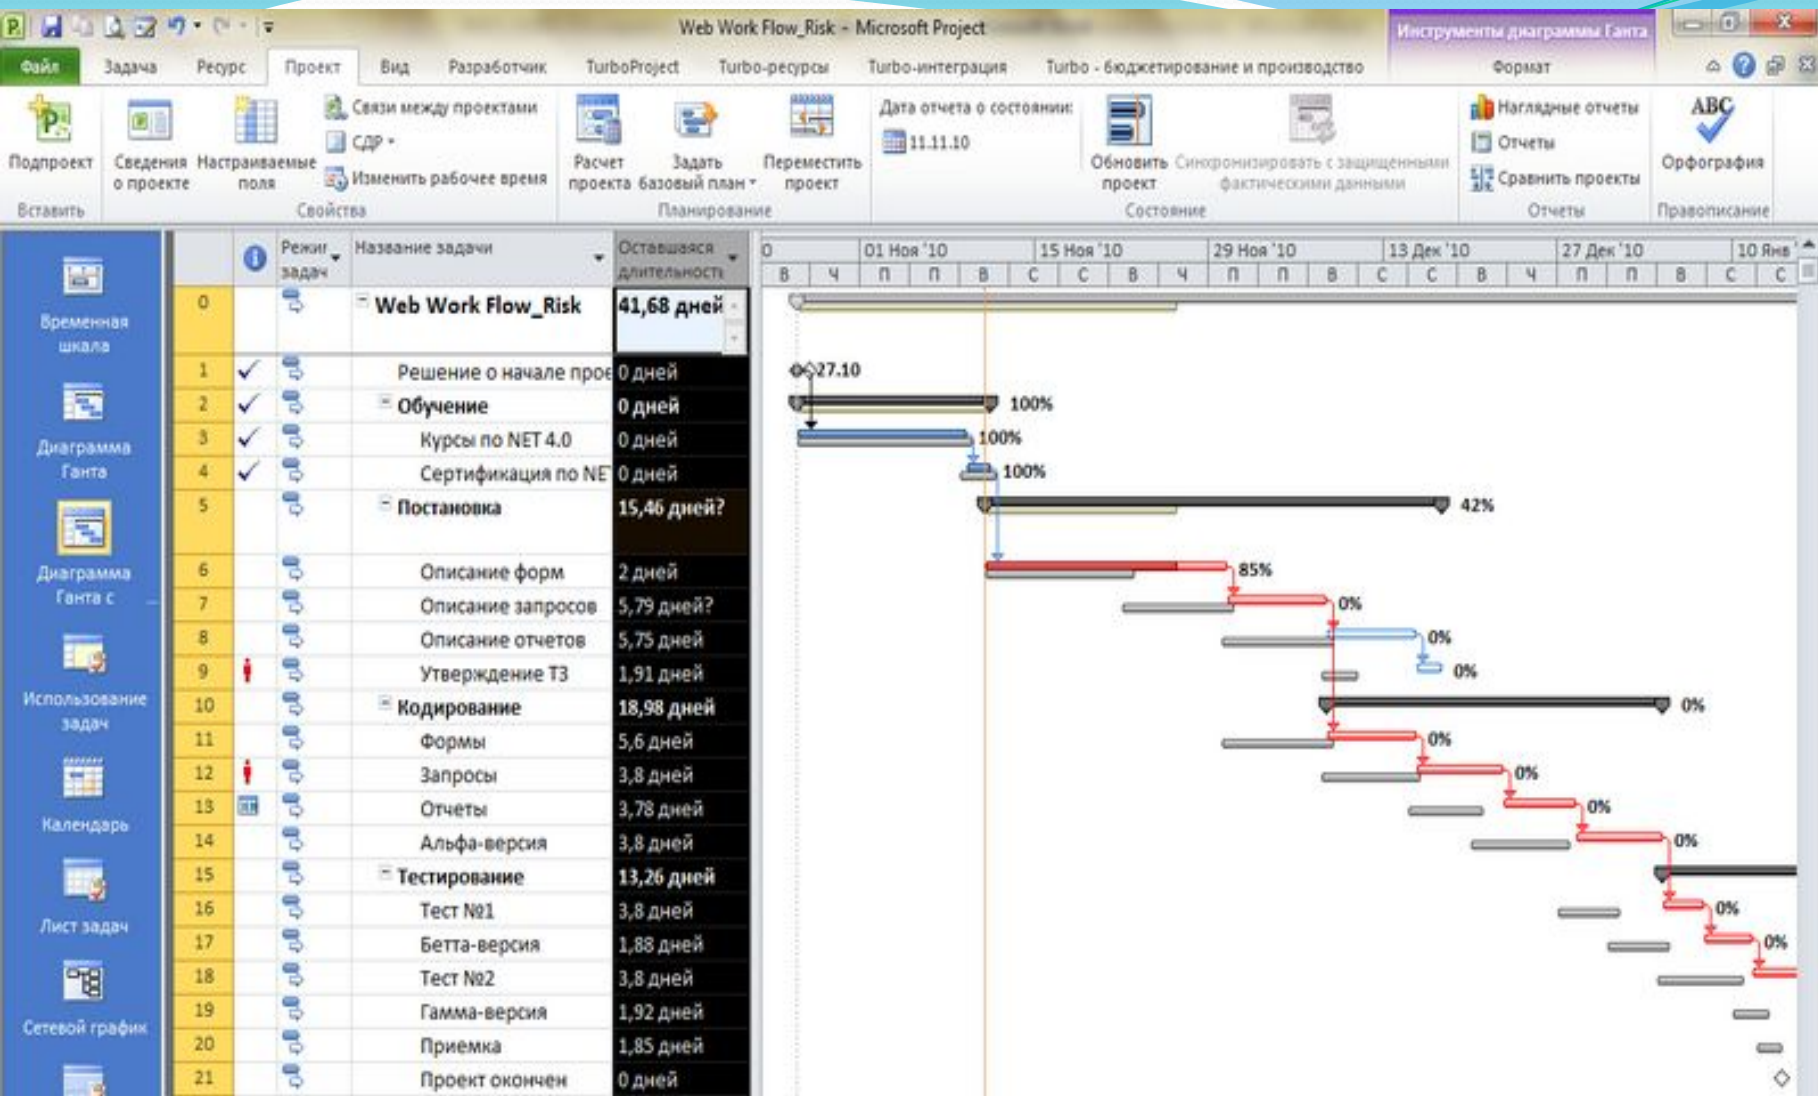 Web Work Flow_Risk - Microsoft Project
Инструменты диаграммы Ганта
Файл Задача Ресурс Проект Вид Разработчик TurboProject Turbo-ресурсы Turbo-интеграция Turbo - бюджетирование и производство Формат
Подпроект
Сведения о проекте
Настраиваемые поля
Связи между проектами
СДР
Изменить рабочее время
Расчет проекта
Задать базовый план
Переместить проект
Дата отчета о состоянии:
11.11.10
Обновить проект
Синхронизировать с защищенными фактическими данными
Наглядные отчеты
Отчеты
Сравнить проекты
ABC
Орфография
Вставить Свойства Планирование Состояние Отчеты Правописание
Временная шкала
Диаграмма Ганта
Диаграмма Ганта с ...
Использование задач
Календарь
Лист задач
Сетевой график
Режим задач Название задачи Оставшаяся длительность
0 01 Ноя '10 15 Ноя '10 29 Ноя '10 13 Дек '10 27 Дек '10 10 Янв '
В Ч П П В С С В Ч П П В С С В Ч П П В С С
0 Web Work Flow_Risk 41,68 дней
1 Решение о начале прое 0 дней 27.10
2 Обучение 0 дней 100%
3 Курсы по NET 4.0 0 дней 100%
4 Сертификация по NE 0 дней 100%
5 Постановка 15,46 дней? 42%
6 Описание форм 2 дней 85%
7 Описание запросов 5,79 дней? 0%
8 Описание отчетов 5,75 дней 0%
9 Утверждение ТЗ 1,91 дней 0%
10 Кодирование 18,98 дней 0%
11 Формы 5,6 дней 0%
12 Запросы 3,8 дней 0%
13 Отчеты 3,78 дней 0%
14 Альфа-версия 3,8 дней 0%
15 Тестирование 13,26 дней
16 Тест №1 3,8 дней 0%
17 Бетта-версия 1,88 дней 0%
18 Тест №2 3,8 дней
19 Гамма-версия 1,92 дней
20 Приемка 1,85 дней
21 Проект окончен 0 дней